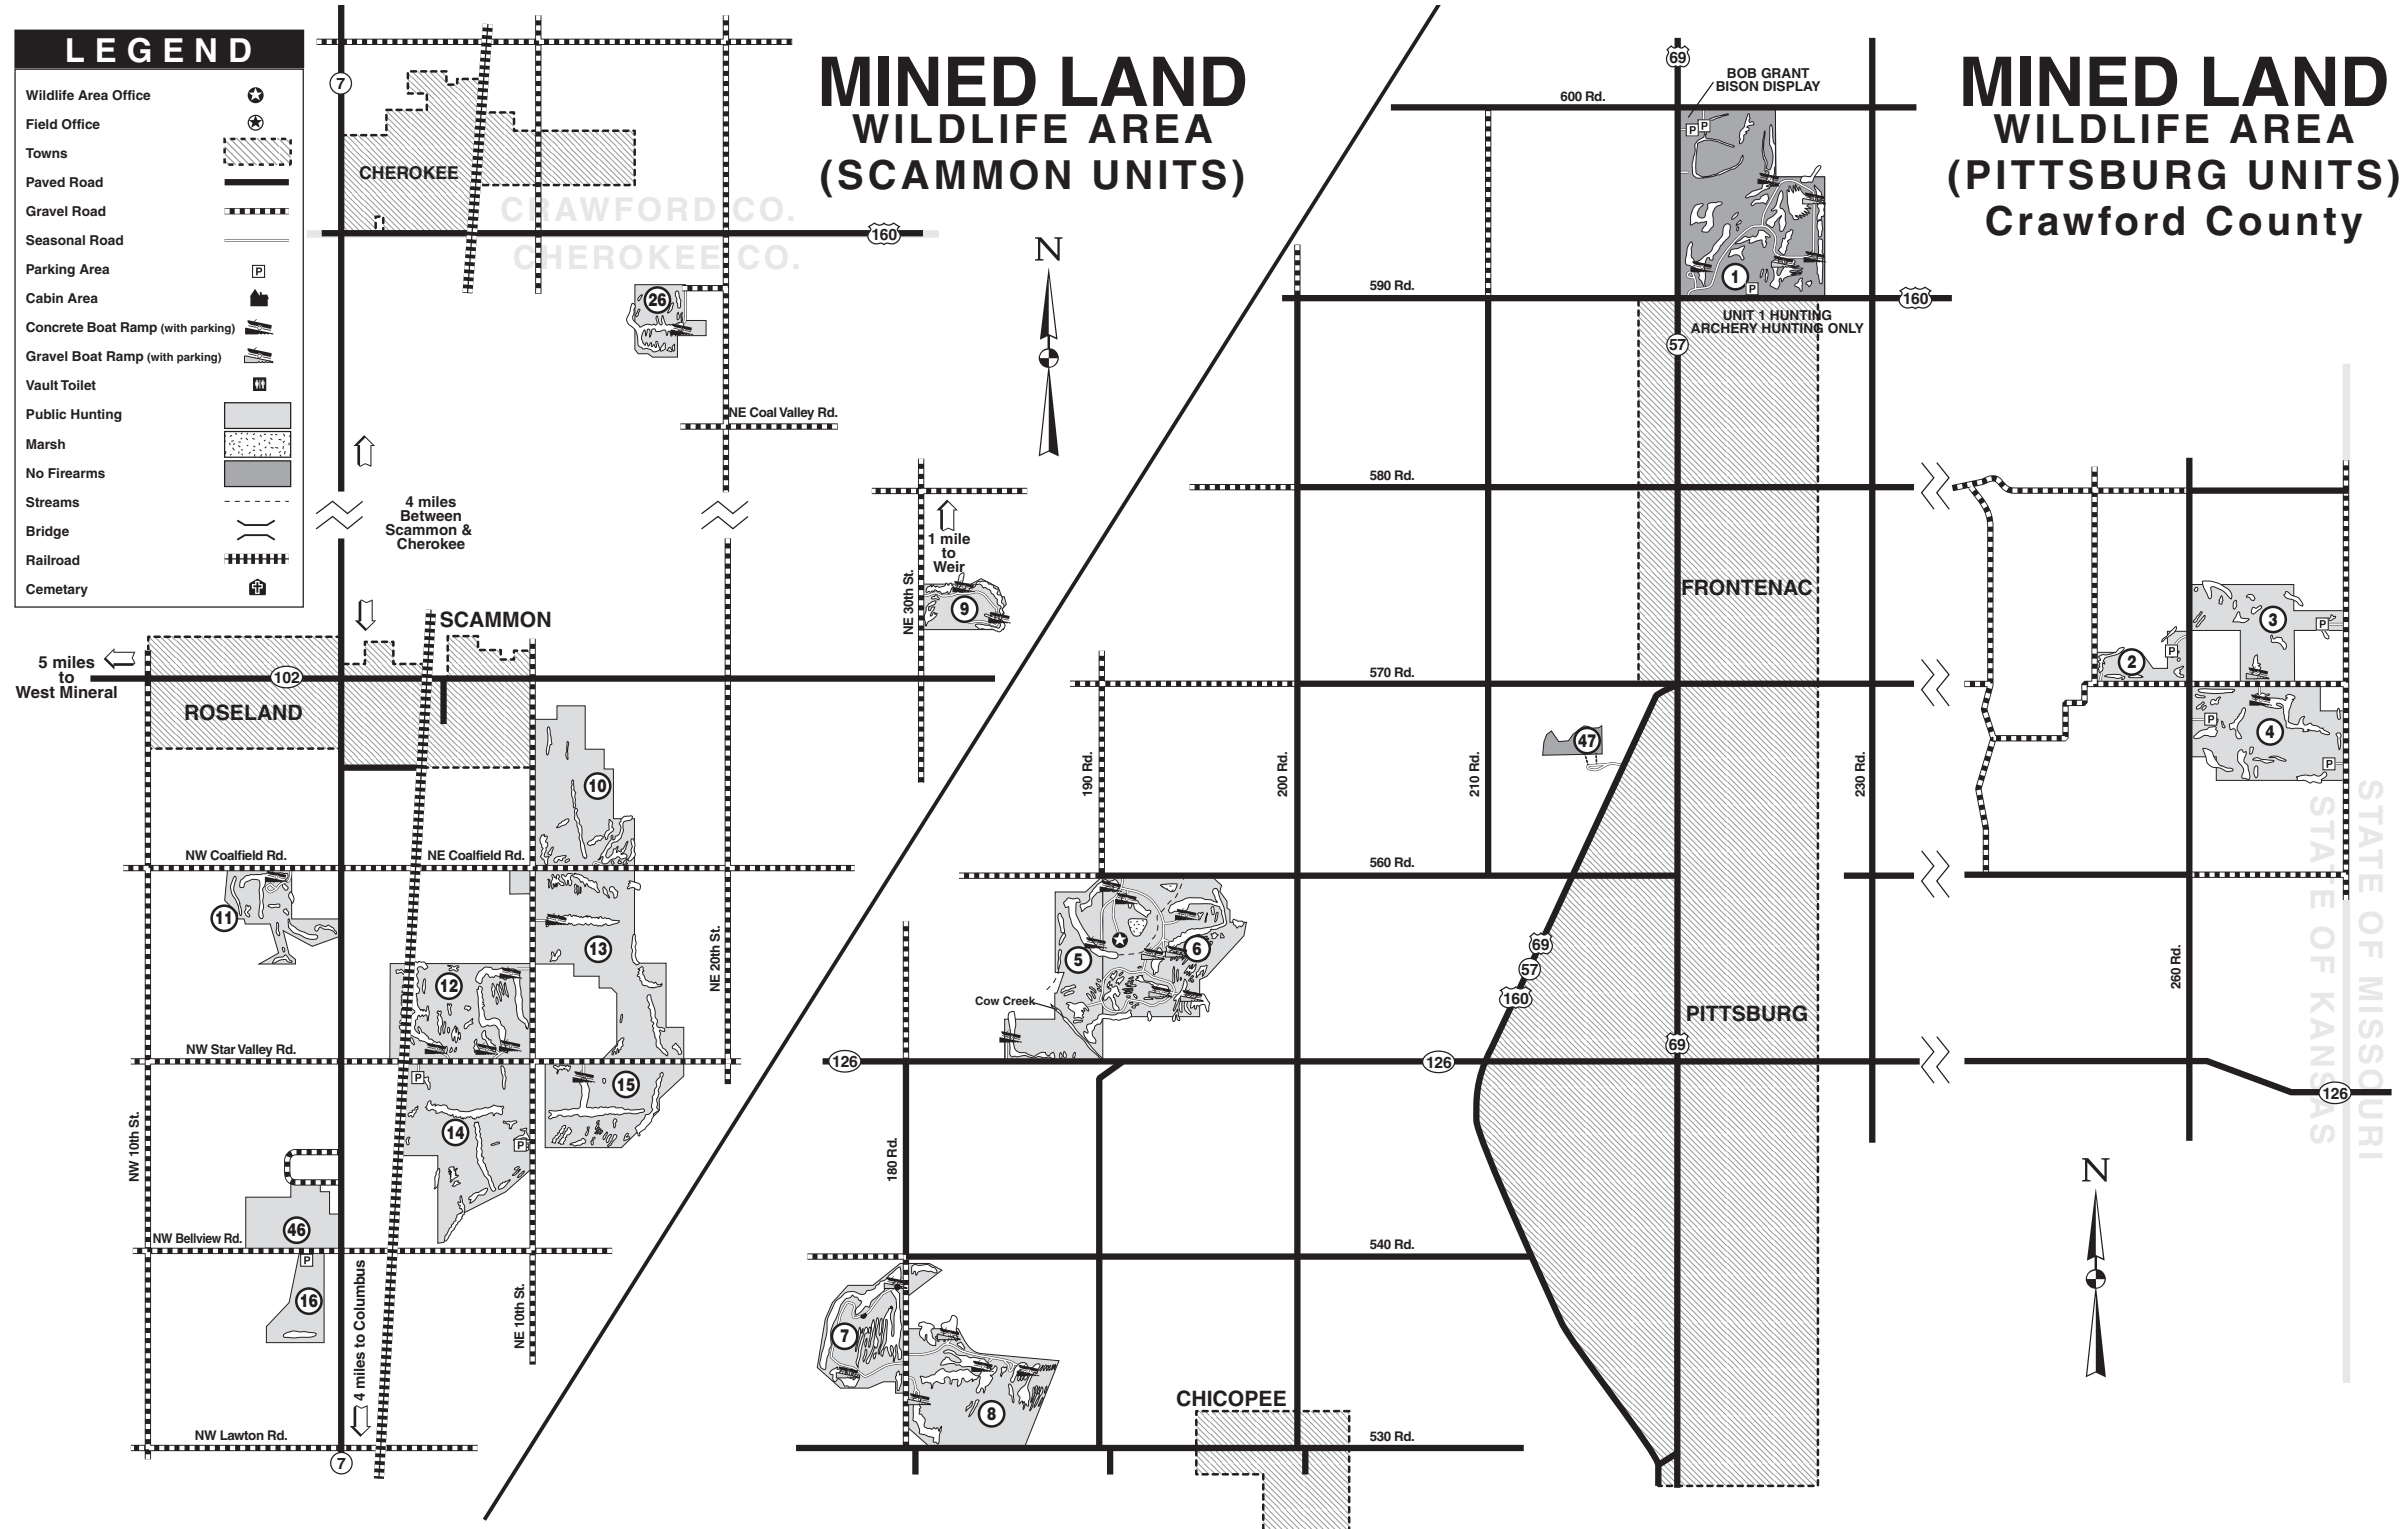 LEGEND
Wildlife Area Office
Field Office
Towns
Paved Road
Gravel Road
Seasonal Road
Parking Area
P
Cabin Area
Concrete Boat Ramp (with parking)
Gravel Boat Ramp (with parking)
Vault Toilet
Public Hunting
Marsh
No Firearms
Streams
Bridge
Railroad
Cemetary
MINED LAND
WILDLIFE AREA
(SCAMMON UNITS)
7
CHEROKEE
CRAWFORD CO.
CHEROKEE CO.
160
N
26
NE Coal Valley Rd.
4 miles
Between
Scammon &
Cherokee
1 mile
to
Weir
NE 30th St.
9
SCAMMON
5 miles
to
West Mineral
102
ROSELAND
10
NW Coalfield Rd.
NE Coalfield Rd.
11
13
12
NE 20th St.
NW Star Valley Rd.
P
15
14
P
NW 10th St.
46
NW Bellview Rd.
P
16
4 miles to Columbus
NE 10th St.
NW Lawton Rd.
7
MINED LAND
WILDLIFE AREA
(PITTSBURG UNITS)
Crawford County
69
BOB GRANT
BISON DISPLAY
600 Rd.
P
P
1
P
590 Rd.
160
UNIT 1 HUNTING
ARCHERY HUNTING ONLY
57
580 Rd.
FRONTENAC
3
P
2
P
570 Rd.
47
P
4
P
190 Rd.
200 Rd.
210 Rd.
230 Rd.
560 Rd.
STATE OF KANSAS
STATE OF MISSOURI
5
6
69
57
160
260 Rd.
Cow Creek
PITTSBURG
69
126
126
126
180 Rd.
N
540 Rd.
7
8
CHICOPEE
530 Rd.